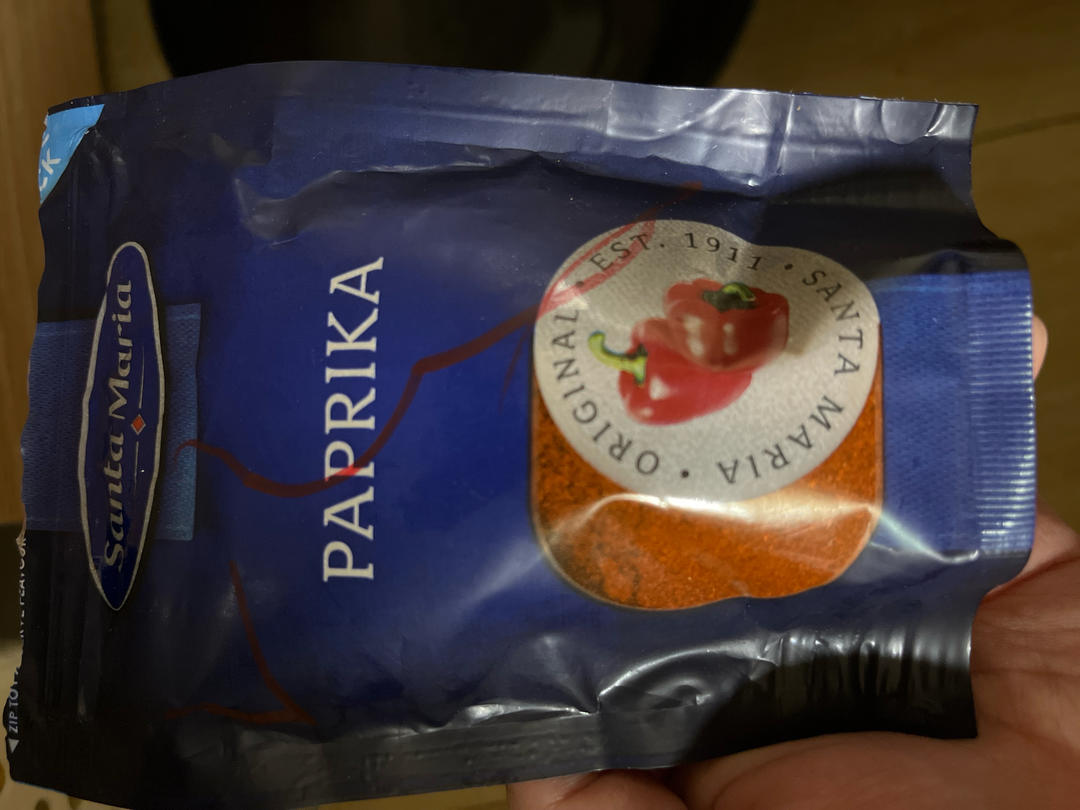 Santa Maria
PAPRIKA
ORIGINAL • EST. 1911 • SANTA MARIA •